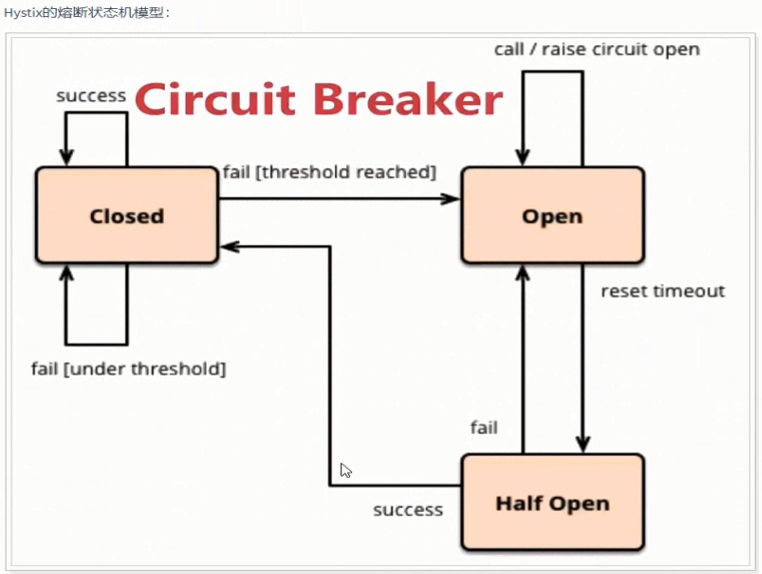 Hystix的熔断状态机模型：
call / raise circuit open
success
Circuit Breaker
fail [threshold reached]
Closed
Open
reset timeout
fail [under threshold]
fail
Half Open
success